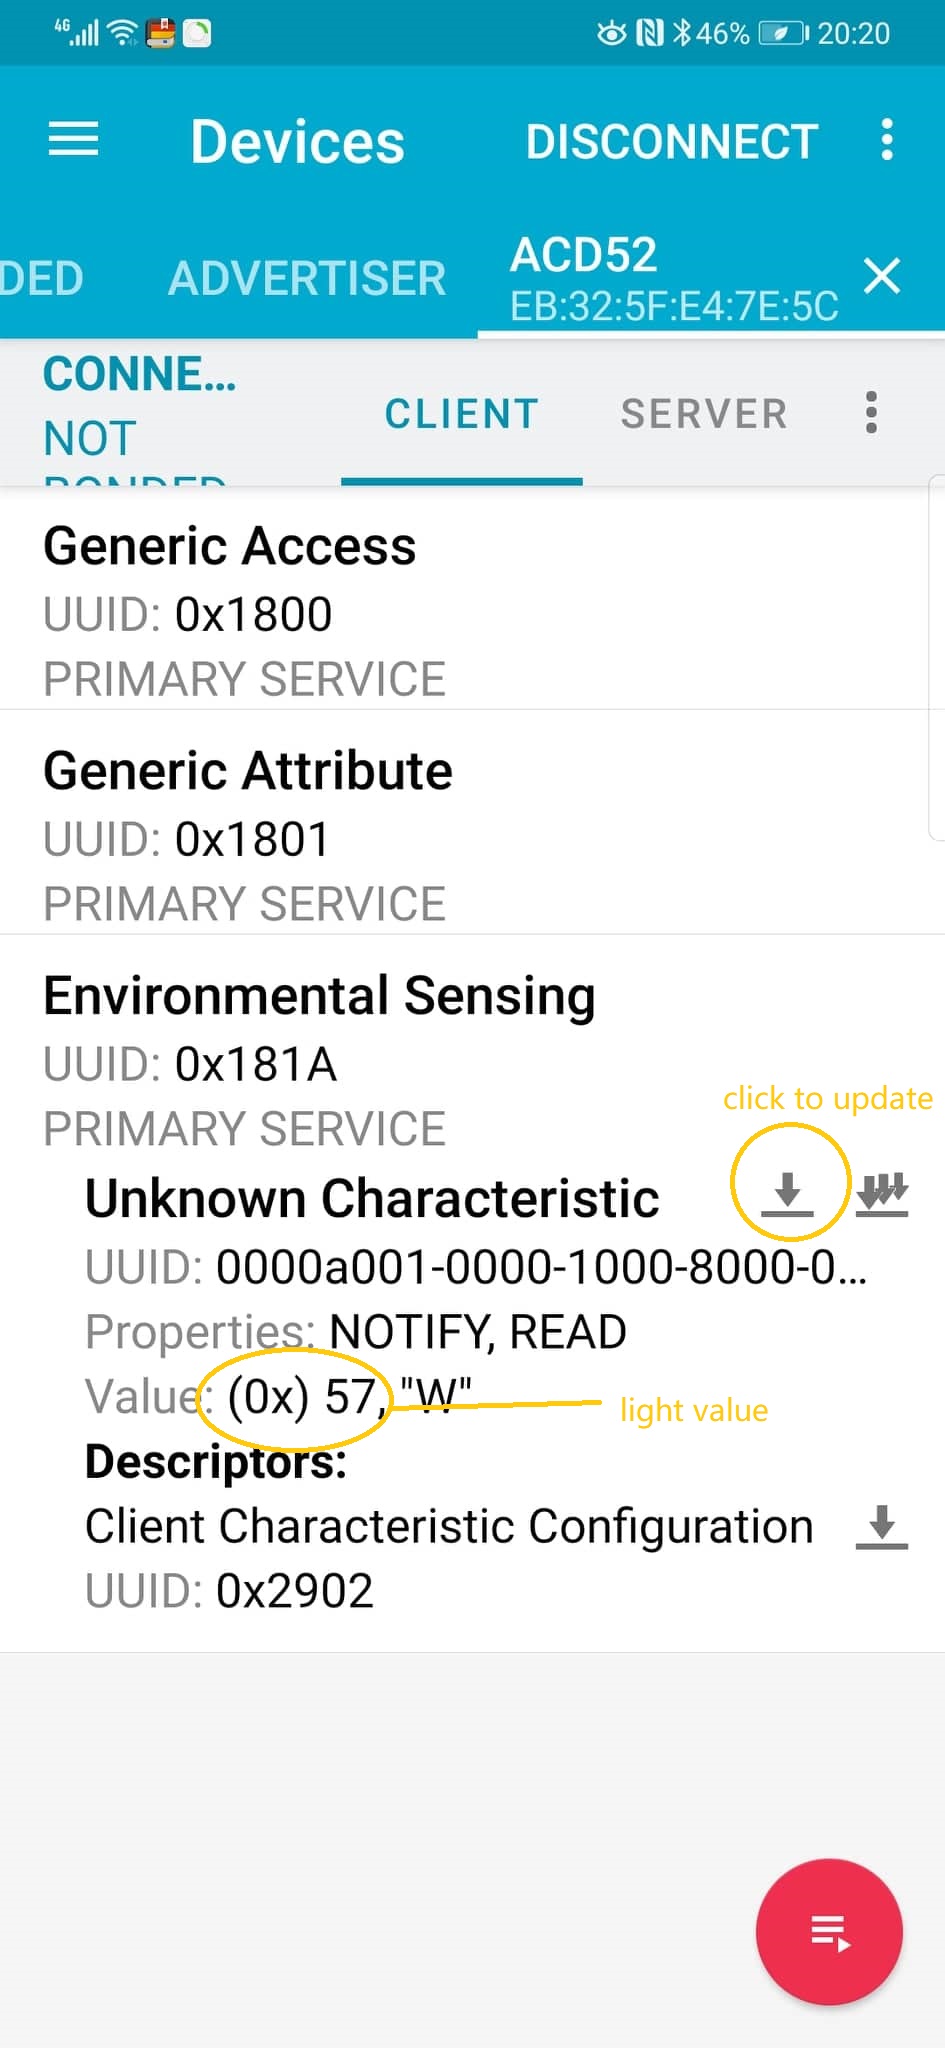 4G 46% 20:20
Devices DISCONNECT
DED ADVERTISER ACD52
EB:32:5F:E4:7E:5C
CONNE...
NOT
BONDED
CLIENT SERVER
Generic Access
UUID: 0x1800
PRIMARY SERVICE
Generic Attribute
UUID: 0x1801
PRIMARY SERVICE
Environmental Sensing
UUID: 0x181A
PRIMARY SERVICE
click to update
Unknown Characteristic
UUID: 0000a001-0000-1000-8000-0...
Properties: NOTIFY, READ
Value: (0x) 57, "W"
light value
Descriptors:
Client Characteristic Configuration
UUID: 0x2902